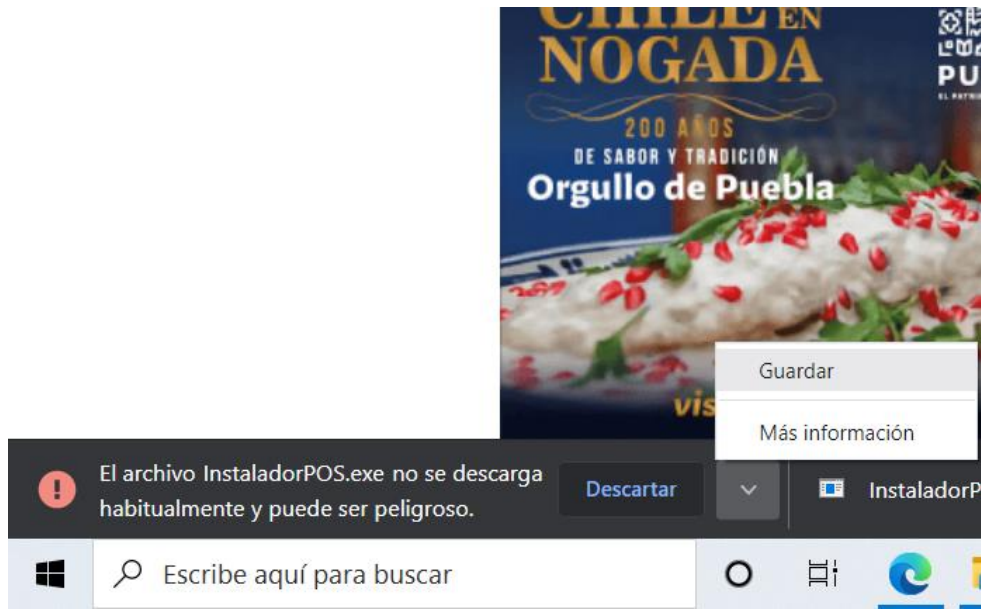 CHILE EN
NOGADA
200 AÑOS
DE SABOR Y TRADICIÓN
Orgullo de Puebla
PU
vis
Guardar
Más información
El archivo InstaladorPOS.exe no se descarga
habitualmente y puede ser peligroso.
Descartar
InstaladorP
Escribe aquí para buscar